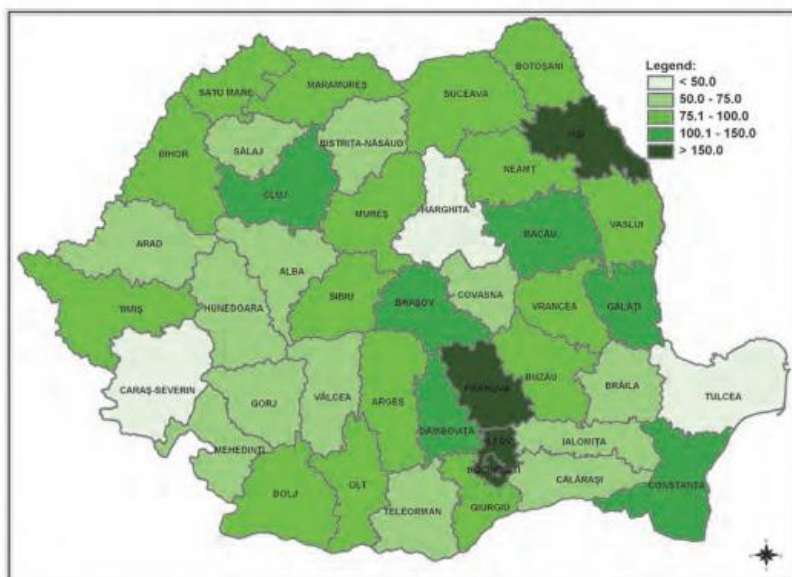 Legend:
< 50.0
50.0 - 75.0
75.1 - 100.0
100.1 - 150.0
> 150.0
BOTOȘANI
SATU MARE
MARAMUREȘ
SUCEAVA
IAȘI
SĂLAJ
BISTRIȚA-NĂSĂUD
BIHOR
NEAMȚ
CLUJ
MUREȘ
HARGHITA
BACĂU
VASLUI
ARAD
ALBA
TIMIȘ
HUNEDOARA
SIBIU
BRAȘOV
COVASNA
VRANCEA
GALAȚI
CARAȘ-SEVERIN
GORJ
VÂLCEA
ARGEȘ
PRAHOVA
BUZĂU
BRĂILA
TULCEA
DÂMBOVIȚA
MEHEDINȚI
ILFOV
IALOMIȚA
CĂLĂRAȘI
CONSTANȚA
DOLJ
OLT
TELEORMAN
GIURGIU